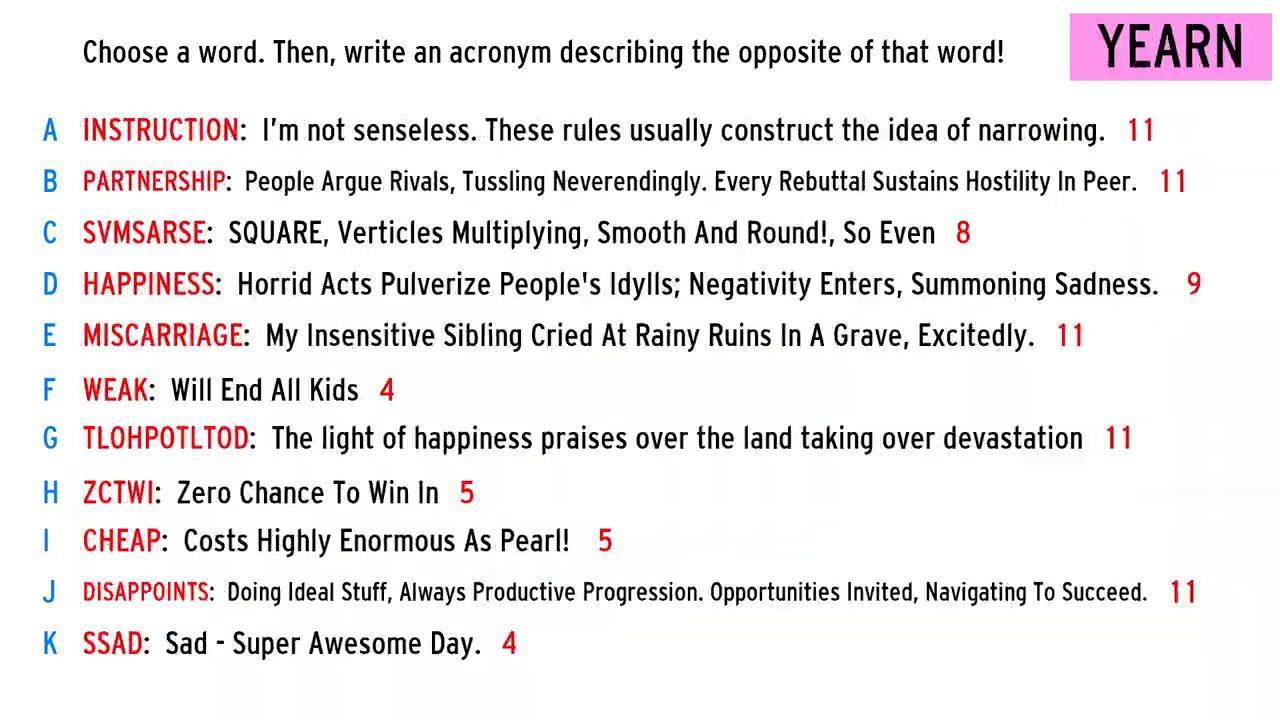 Choose a word. Then, write an acronym describing the opposite of that word!
YEARN
A INSTRUCTION: I'm not senseless. These rules usually construct the idea of narrowing. 11
B PARTNERSHIP: People Argue Rivals, Tussling Neverendingly. Every Rebuttal Sustains Hostility In Peer. 11
C SVMSARSE: SQUARE, Verticles Multiplying, Smooth And Round!, So Even 8
D HAPPINESS: Horrid Acts Pulverize People's Idylls; Negativity Enters, Summoning Sadness. 9
E MISCARRIAGE: My Insensitive Sibling Cried At Rainy Ruins In A Grave, Excitedly. 11
F WEAK: Will End All Kids 4
G TLOHPOTLTOD: The light of happiness praises over the land taking over devastation 11
H ZCTWI: Zero Chance To Win In 5
I CHEAP: Costs Highly Enormous As Pearl! 5
J DISAPPOINTS: Doing Ideal Stuff, Always Productive Progression. Opportunities Invited, Navigating To Succeed. 11
K SSAD: Sad - Super Awesome Day. 4